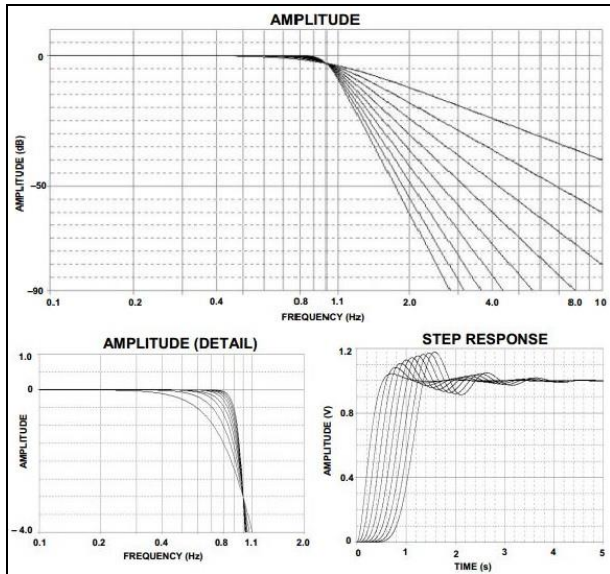 AMPLITUDE
0
–50
–90
AMPLITUDE (dB)
0.1 0.2 0.4 0.8 1.1 2.0 4.0 8.0 10
FREQUENCY (Hz)
AMPLITUDE (DETAIL)
1.0
0
– 4.0
AMPLITUDE
0.1 0.2 0.4 0.8 1.1 2.0
FREQUENCY (Hz)
STEP RESPONSE
1.2
0.8
0.4
0
AMPLITUDE (V)
0 1 2 3 4 5
TIME (s)